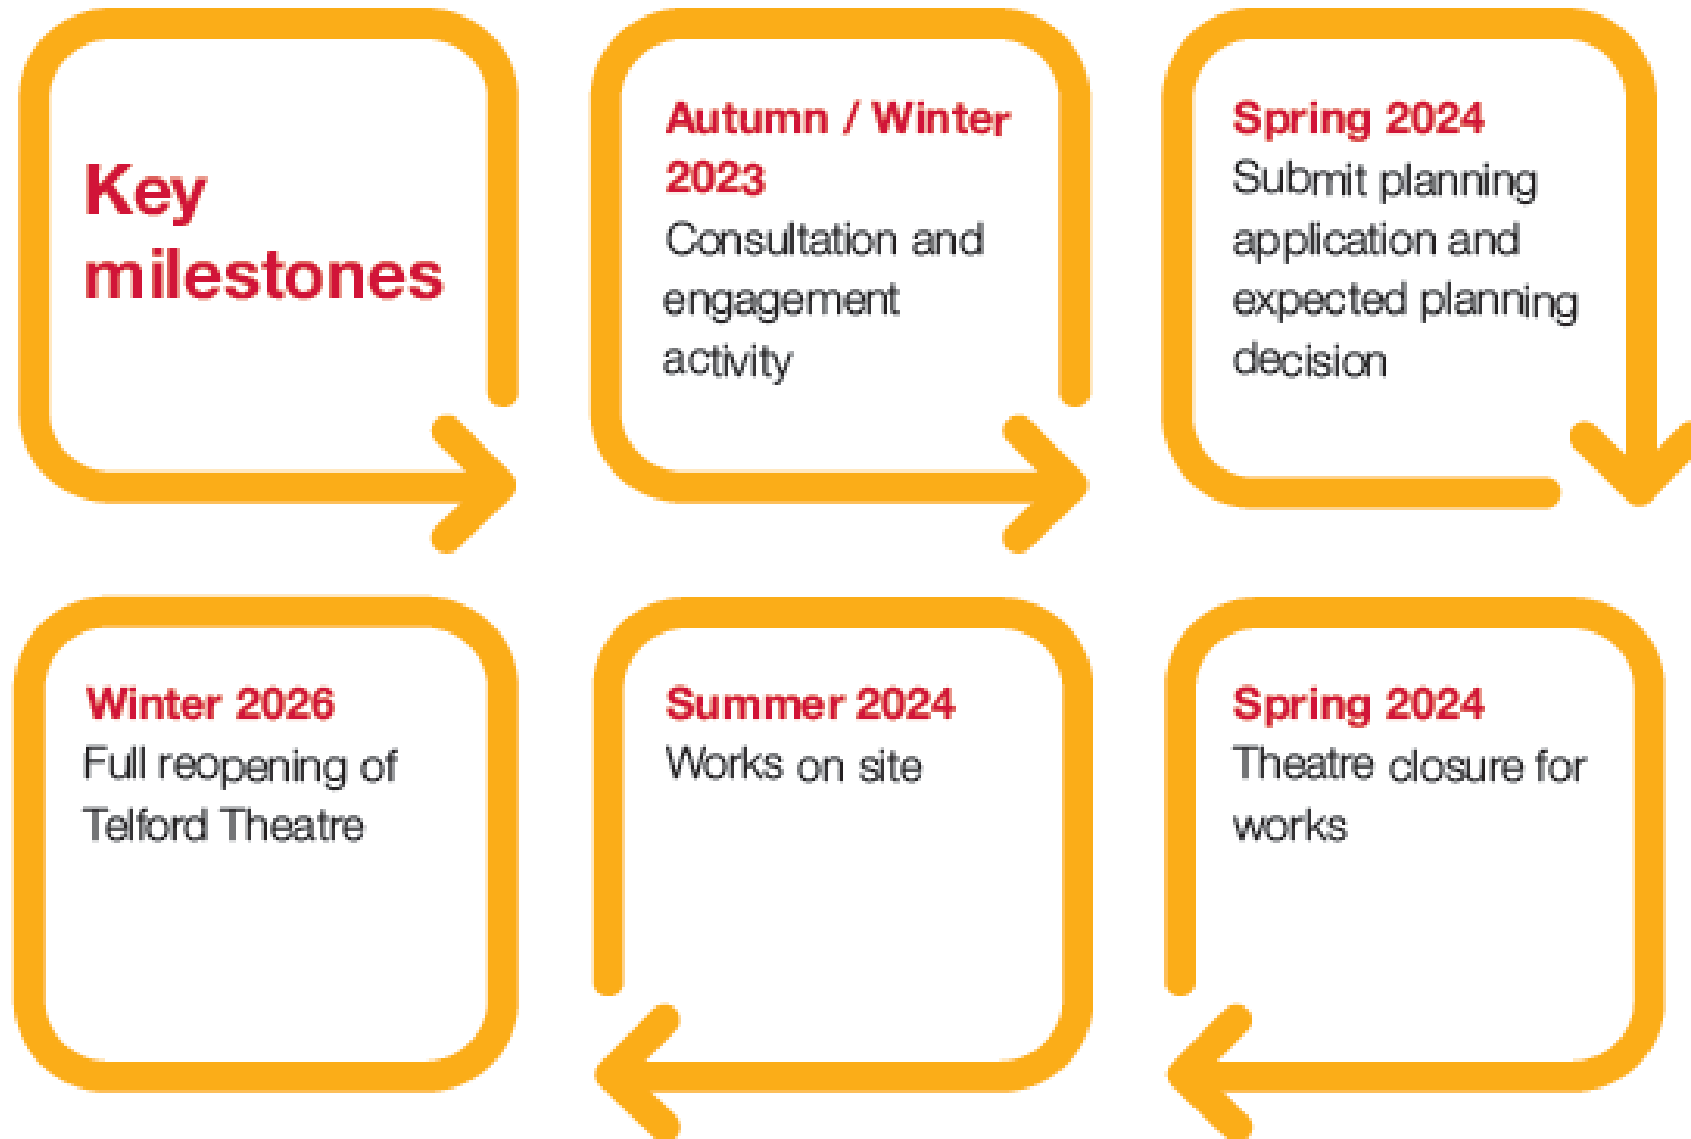 Key
milestones
Autumn / Winter
2023
Consultation and
engagement
activity
Spring 2024
Submit planning
application and
expected planning
decision
Spring 2024
Theatre closure for
works
Summer 2024
Works on site
Winter 2026
Full reopening of
Telford Theatre